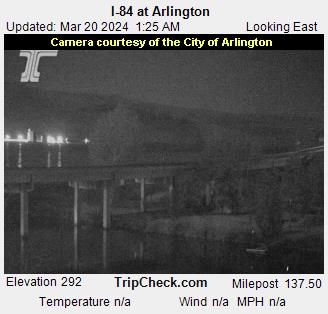 I-84 at Arlington
Updated: Mar 20 2024 1:25 AM Looking East
Camera courtesy of the City of Arlington
Elevation 292 TripCheck.com Milepost 137.50
Temperature n/a Wind n/a MPH n/a